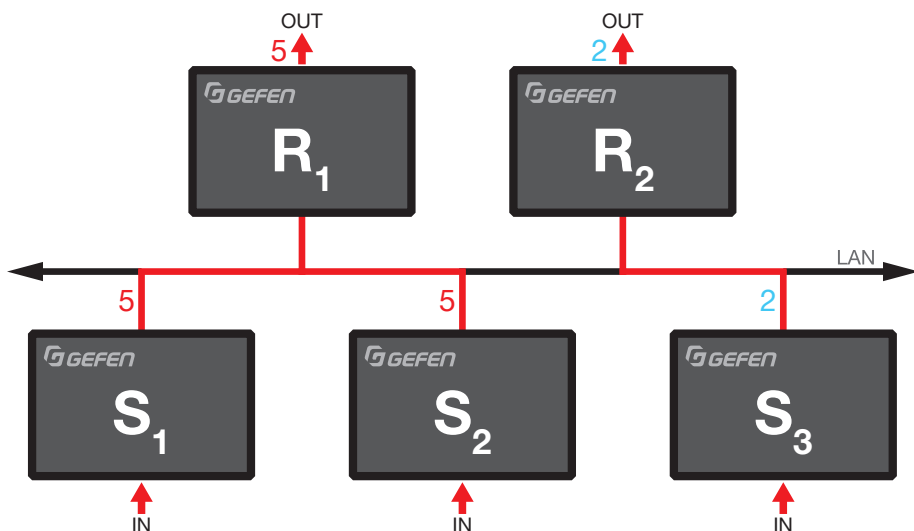 OUT OUT
5 2
GEFEN GEFEN
R1 R2
LAN
5 5 2
GEFEN GEFEN GEFEN
S1 S2 S3
IN IN IN